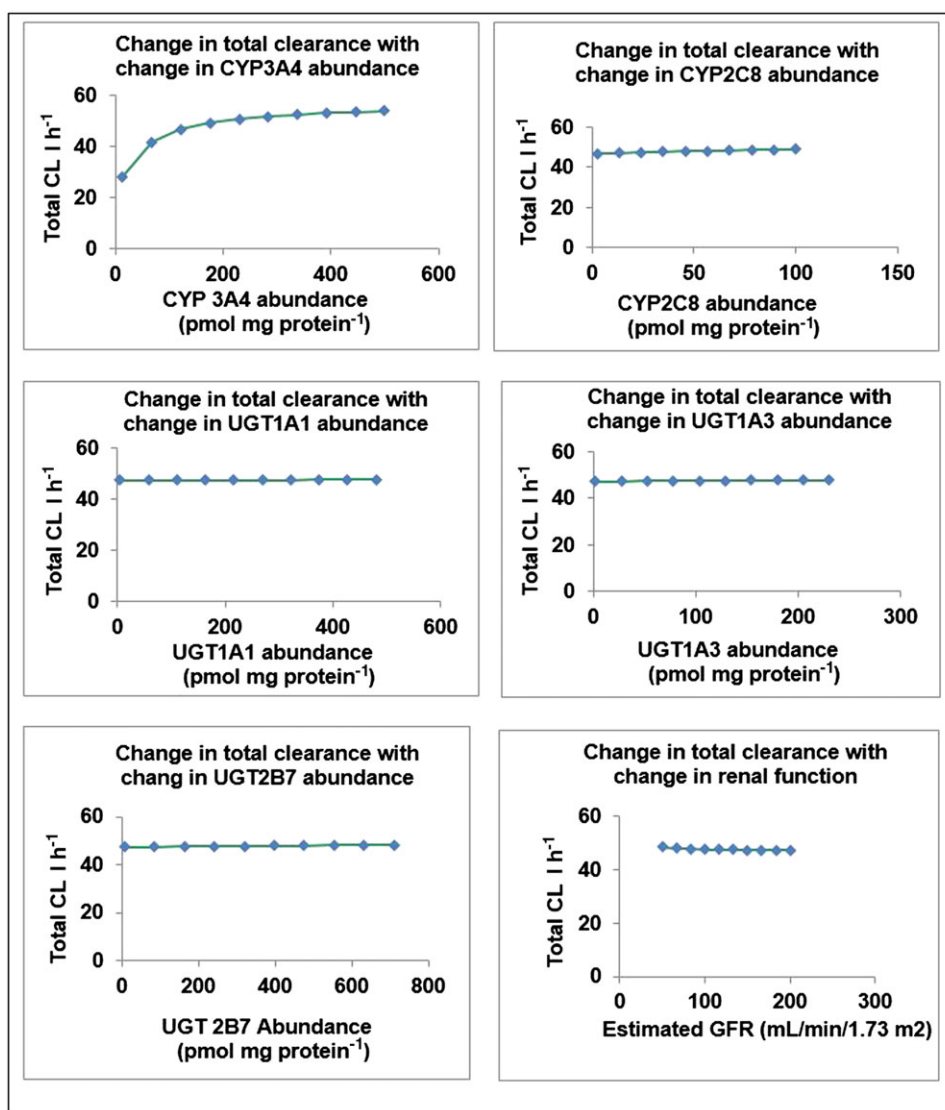 Change in total clearance with
change in CYP3A4 abundance
Total CL l h⁻¹
60
40
20
0
0 200 400 600
CYP 3A4 abundance
(pmol mg protein⁻¹)
Change in total clearance with
change in CYP2C8 abundance
Total CL l h⁻¹
60
40
20
0
0 50 100 150
CYP2C8 abundance
(pmol mg protein⁻¹)
Change in total clearance with
change in UGT1A1 abundance
Total CL l h⁻¹
60
40
20
0
0 200 400 600
UGT1A1 abundance
(pmol mg protein⁻¹)
Change in total clearance with
change in UGT1A3 abundance
Total CL l h⁻¹
60
40
20
0
0 100 200 300
UGT1A3 abundance
(pmol mg protein⁻¹)
Change in total clearance with
chang in UGT2B7 abundance
Total CL l h⁻¹
60
40
20
0
0 200 400 600 800
UGT 2B7 Abundance
(pmol mg protein⁻¹)
Change in total clearance with
change in renal function
Total CL l h⁻¹
60
40
20
0
0 100 200 300
Estimated GFR (mL/min/1.73 m2)